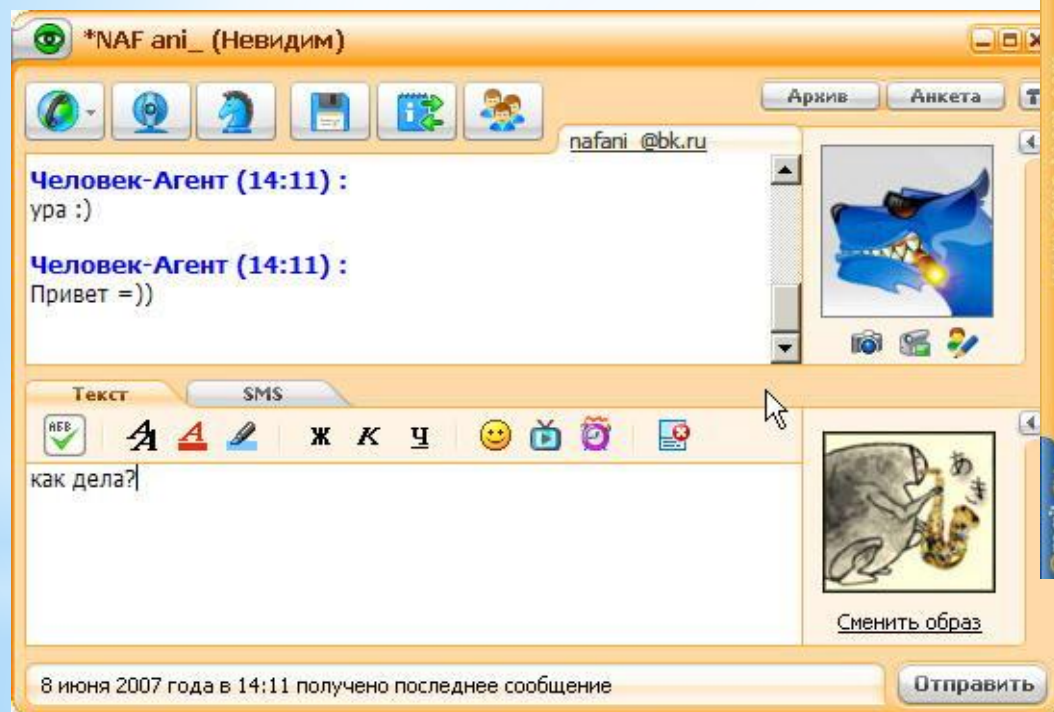 *NAF ani_ (Невидим)
Архив
Анкета
nafani_@bk.ru
Человек-Агент (14:11) :
ура :)
Человек-Агент (14:11) :
Привет =))
Текст
SMS
АБВ
Ж К Ч
как дела?
Сменить образ
8 июня 2007 года в 14:11 получено последнее сообщение
Отправить